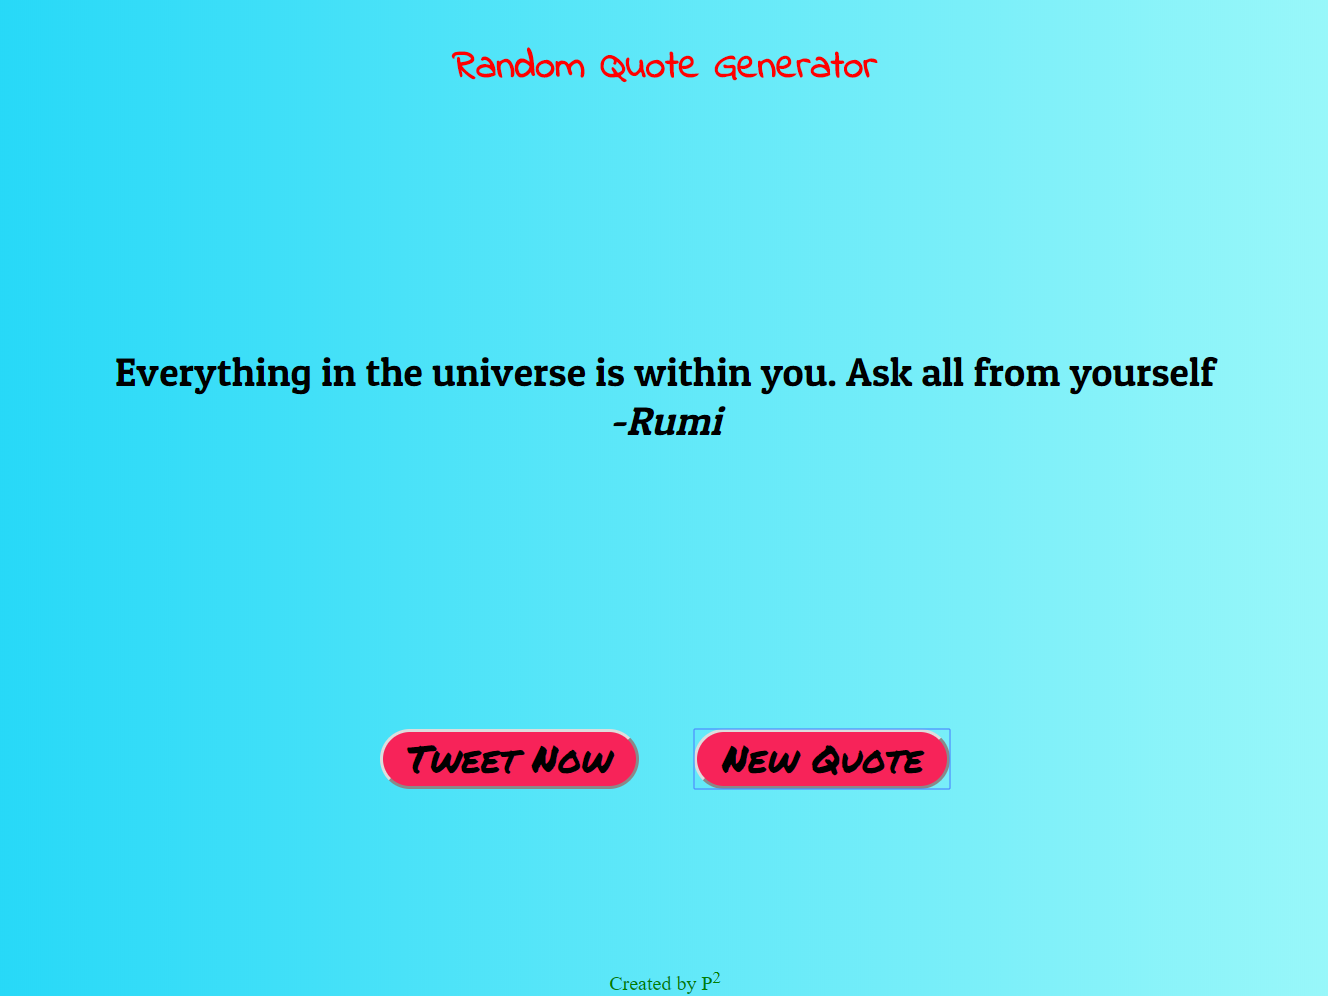 Random Quote Generator
Everything in the universe is within you. Ask all from yourself
-Rumi
Tweet Now
New Quote
Created by P²